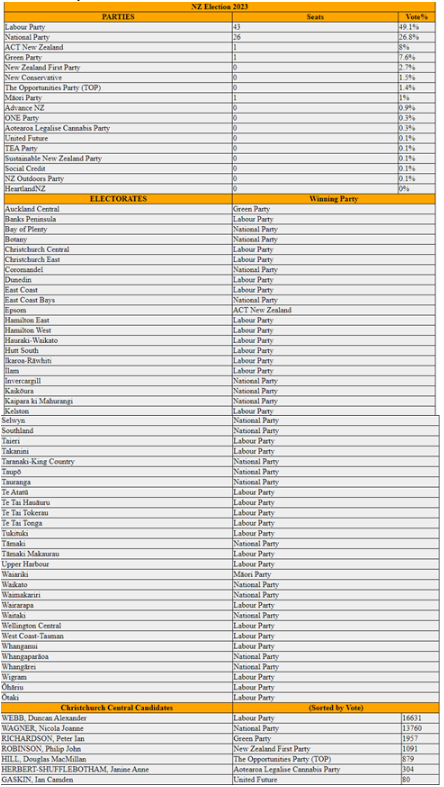 NZ Election 2023
PARTIES Seats Vote%
Labour Party 43 49.1%
National Party 26 26.8%
ACT New Zealand 1 8%
Green Party 1 7.6%
New Zealand First Party 0 2.7%
New Conservative 0 1.5%
The Opportunities Party (TOP) 0 1.4%
Māori Party 1 1%
Advance NZ 0 0.9%
ONE Party 0 0.3%
Aotearoa Legalise Cannabis Party 0 0.3%
United Future 0 0.1%
TEA Party 0 0.1%
Sustainable New Zealand Party 0 0.1%
Social Credit 0 0.1%
NZ Outdoors Party 0 0.1%
HeartlandNZ 0 0%
ELECTORATES Winning Party
Auckland Central Green Party
Banks Peninsula Labour Party
Bay of Plenty National Party
Botany National Party
Christchurch Central Labour Party
Christchurch East Labour Party
Coromandel National Party
Dunedin Labour Party
East Coast Labour Party
East Coast Bays National Party
Epsom ACT New Zealand
Hamilton East Labour Party
Hamilton West Labour Party
Hauraki-Waikato Labour Party
Hutt South Labour Party
Ikaroa-Rāwhiti Labour Party
Ilam Labour Party
Invercargill National Party
Kaikōura National Party
Kaipara ki Mahurangi National Party
Kelston Labour Party
Selwyn National Party
Southland National Party
Taieri Labour Party
Takanini Labour Party
Taranaki-King Country National Party
Taupō National Party
Tauranga National Party
Te Atatū Labour Party
Te Tai Hauāuru Labour Party
Te Tai Tokerau Labour Party
Te Tai Tonga Labour Party
Tukituki Labour Party
Tāmaki National Party
Tāmaki Makaurau Labour Party
Upper Harbour Labour Party
Waiariki Māori Party
Waikato National Party
Waimakariri National Party
Wairarapa Labour Party
Waitaki National Party
Wellington Central Labour Party
West Coast-Tasman Labour Party
Whanganui Labour Party
Whangaparāoa National Party
Whangārei National Party
Wigram Labour Party
Ōhāriu Labour Party
Ōtaki Labour Party
Christchurch Central Candidates (Sorted by Vote)
WEBB, Duncan Alexander Labour Party 16631
WAGNER, Nicola Joanne National Party 13760
RICHARDSON, Peter Ian Green Party 1957
ROBINSON, Philip John New Zealand First Party 1091
HILL, Douglas MacMillan The Opportunities Party (TOP) 879
HERBERT-SHUFFLEBOTHAM, Janine Anne Aotearoa Legalise Cannabis Party 304
GASKIN, Ian Camden United Future 80